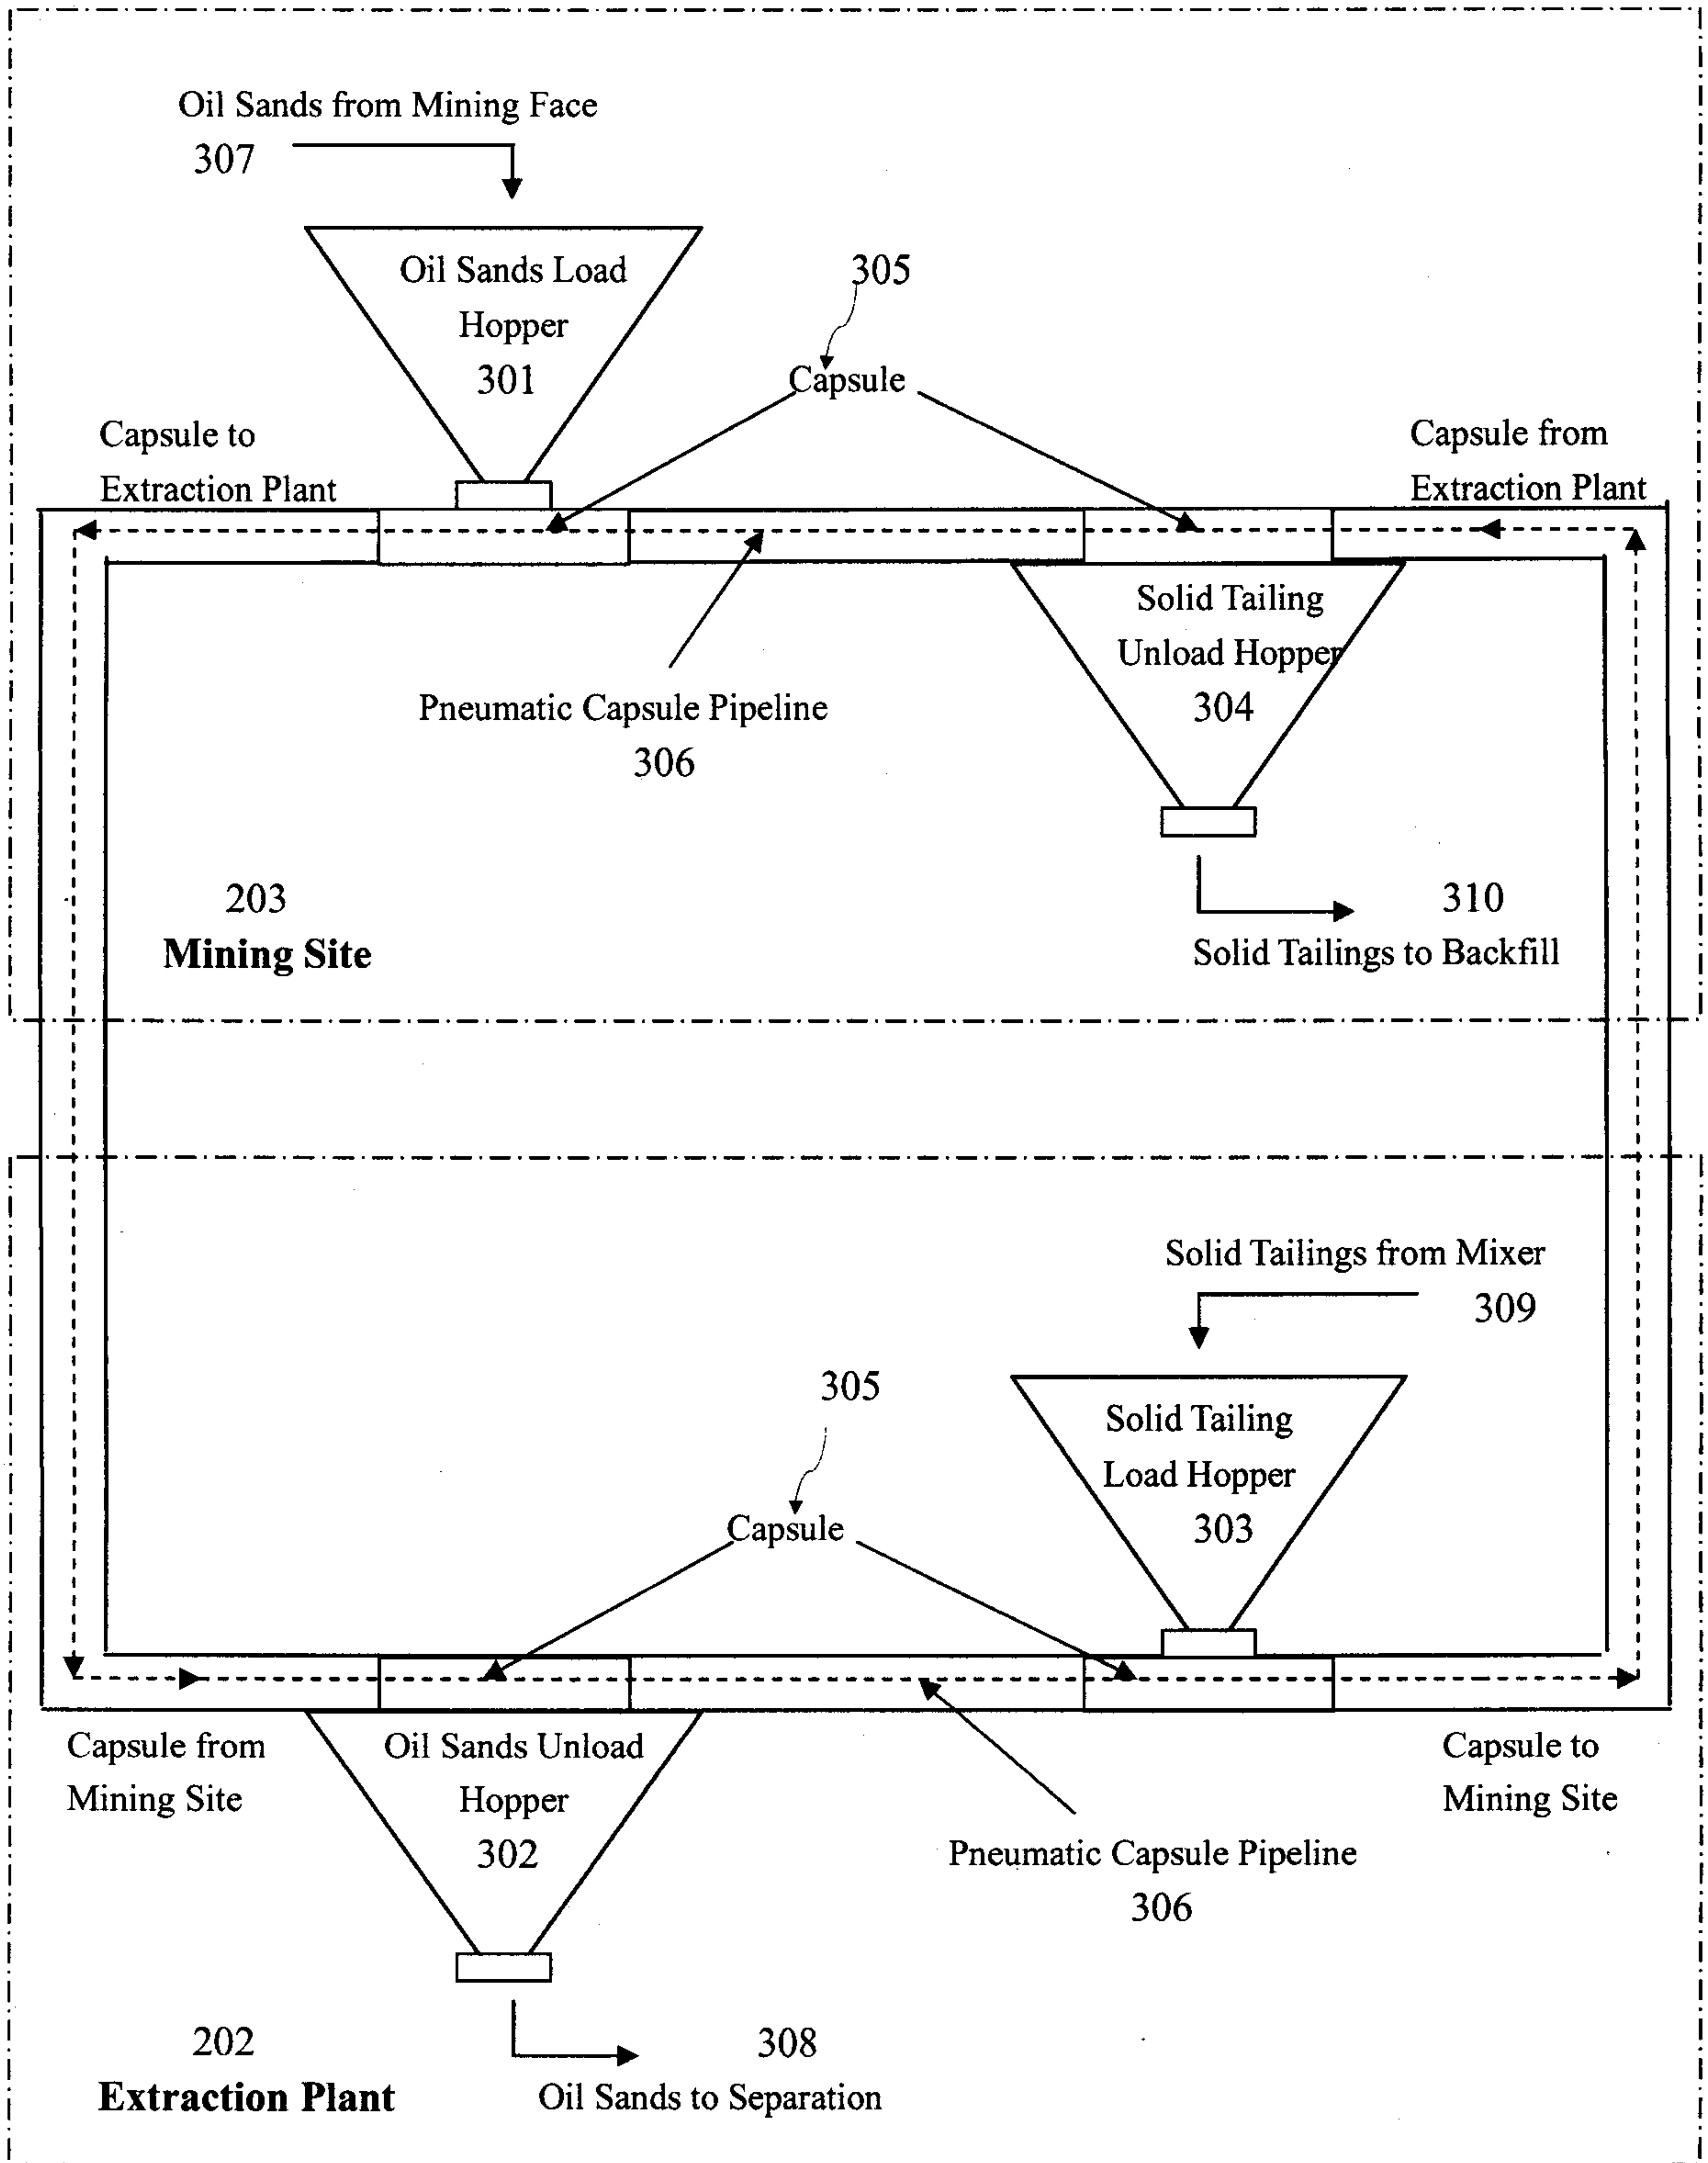 Oil Sands from Mining Face
307
Oil Sands Load
Hopper
301
305
Capsule
Capsule to
Extraction Plant
Capsule from
Extraction Plant
Solid Tailing
Unload Hopper
304
Pneumatic Capsule Pipeline
306
203
Mining Site
310
Solid Tailings to Backfill
Solid Tailings from Mixer
309
305
Solid Tailing
Load Hopper
303
Capsule
Capsule from
Mining Site
Oil Sands Unload
Hopper
302
Capsule to
Mining Site
Pneumatic Capsule Pipeline
306
202
Extraction Plant
308
Oil Sands to Separation